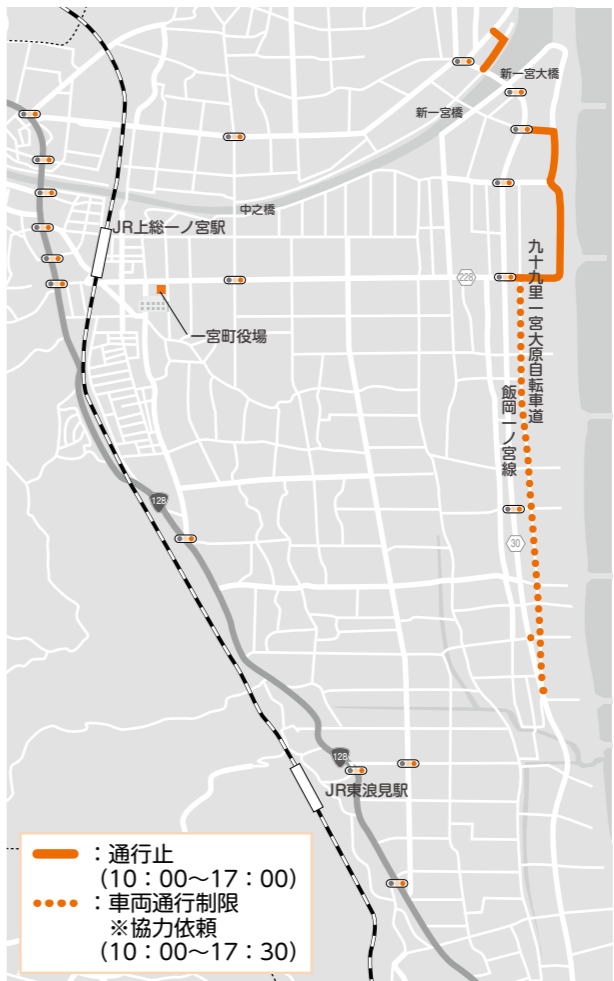 新一宮大橋
新一宮橋
中之橋
JR上総一ノ宮駅
228
一宮町役場
九十九里一宮大原自転車道
飯岡一ノ宮線
128
30
128
JR東浪見駅
：通行止
(10：00〜17：00)
：車両通行制限
※協力依頼
(10：00〜17：30)